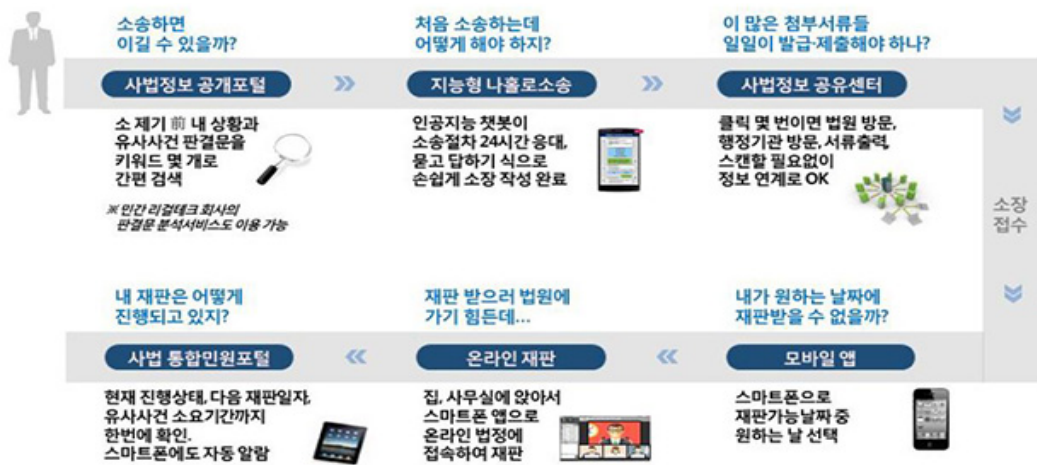 소송하면
이길 수 있을까?
사법정보 공개포털
소 제기 前 내 상황과
유사사건 판결문을
키워드 몇 개로
간편 검색
※ 민간 리걸테크 회사의
판결문 분석서비스도 이용 가능
처음 소송하는데
어떻게 해야 하지?
지능형 나홀로소송
인공지능 챗봇이
소송절차 24시간 응대,
묻고 답하기 식으로
손쉽게 소장 작성 완료
이 많은 첨부서류들
일일이 발급·제출해야 하나?
사법정보 공유센터
클릭 몇 번이면 법원 방문,
행정기관 방문, 서류출력,
스캔할 필요없이
정보 연계로 OK
소장
접수
내가 원하는 날짜에
재판받을 수 없을까?
모바일 앱
스마트폰으로
재판가능날짜 중
원하는 날 선택
재판 받으러 법원에
가기 힘든데...
온라인 재판
집, 사무실에 앉아서
스마트폰 앱으로
온라인 법정에
접속하여 재판
내 재판은 어떻게
진행되고 있지?
사법 통합민원포털
현재 진행상태, 다음 재판일자,
유사사건 소요기간까지
한번에 확인.
스마트폰에도 자동 알람